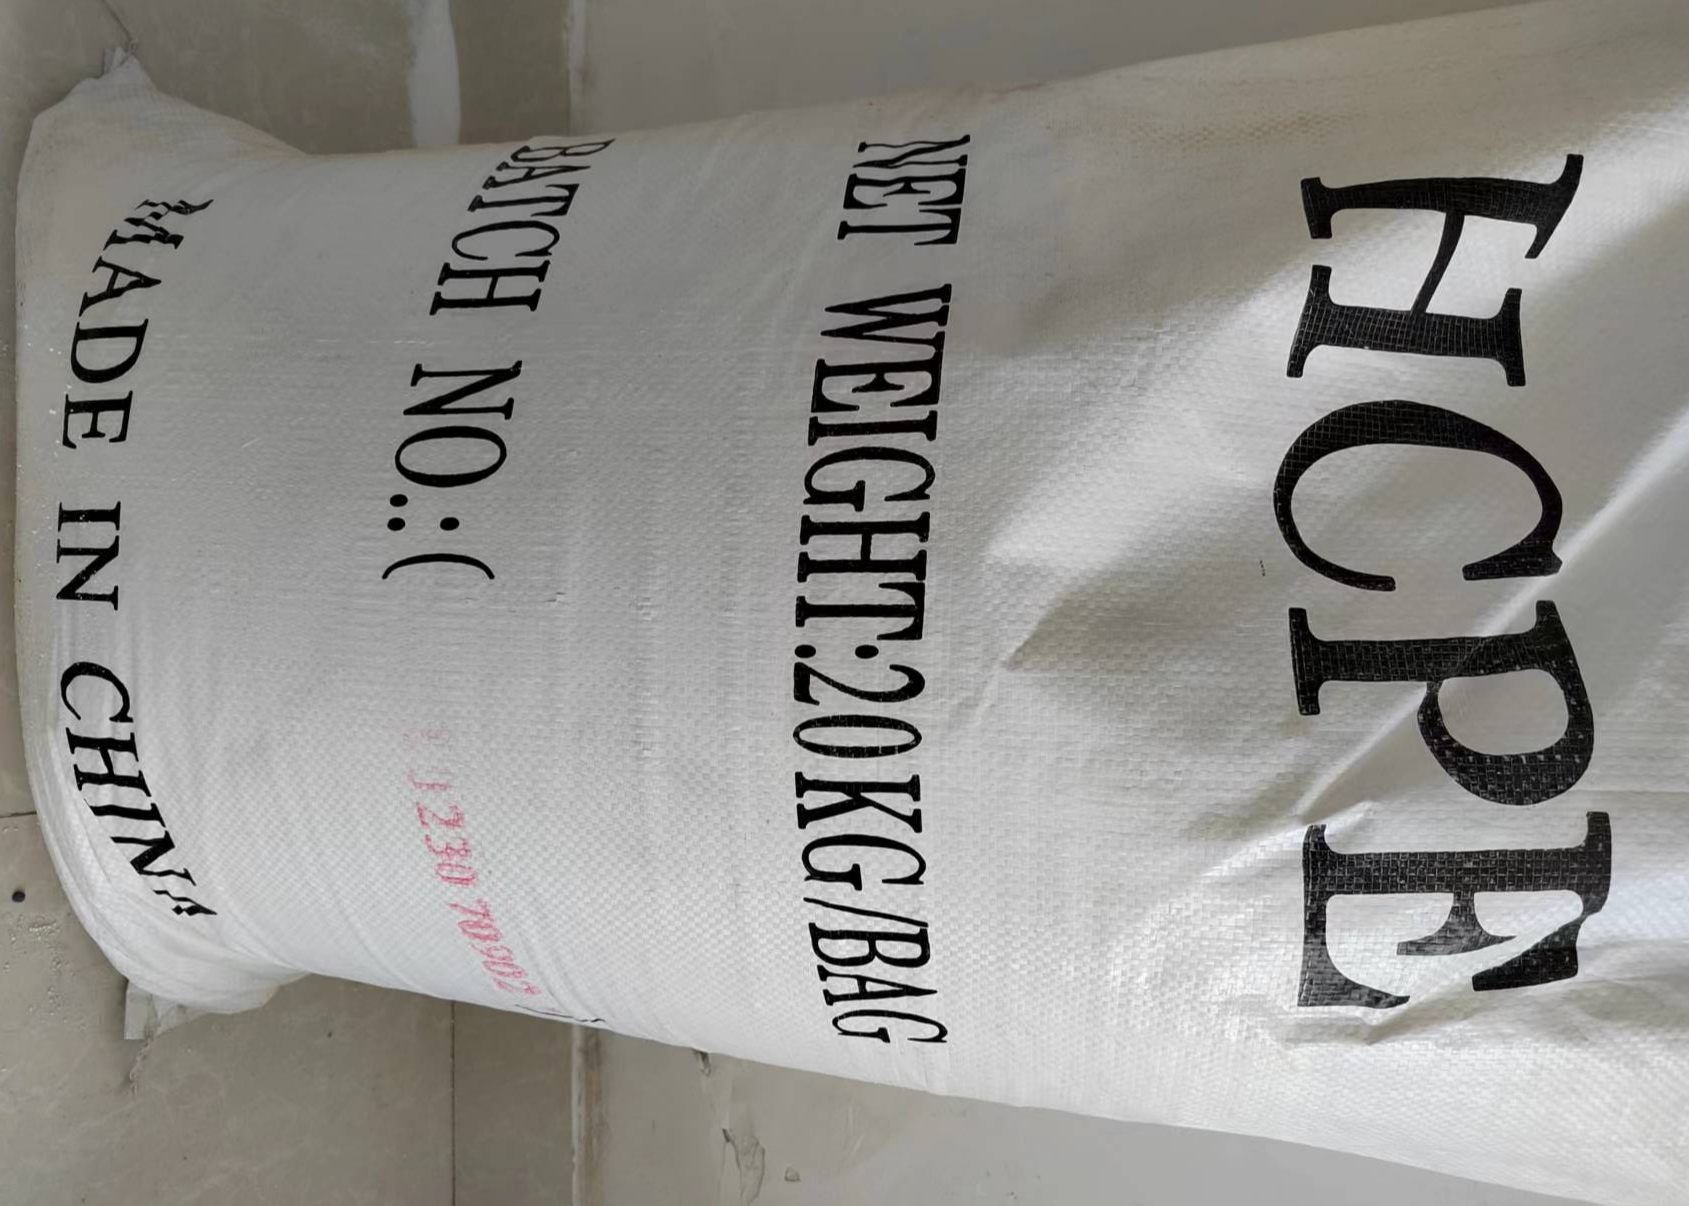 HCPE
NET WEIGHT:20KG/BAG
BATCH NO.:(
MADE IN CHINA